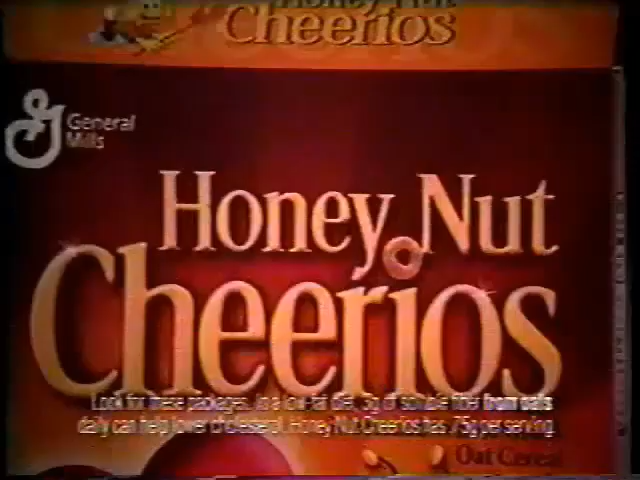 Honey Nut
Cheerios
General
Mills
Honey Nut
Cheerios
Look for these packages. In a low fat diet, 3g of soluble fiber from oats
daily can help lower cholesterol. Honey Nut Cheerios has .75g per serving.
Oat Cereal